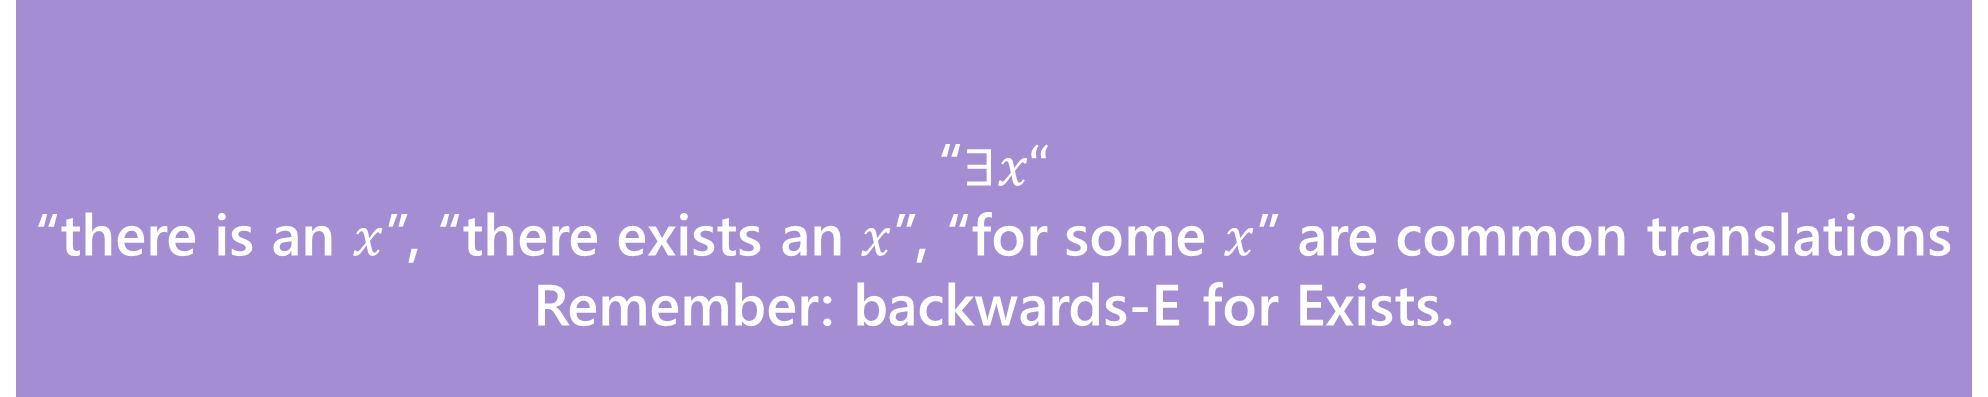 “∃𝑥“
“there is an 𝑥”, “there exists an 𝑥”, “for some 𝑥” are common translations
Remember: backwards-E for Exists.